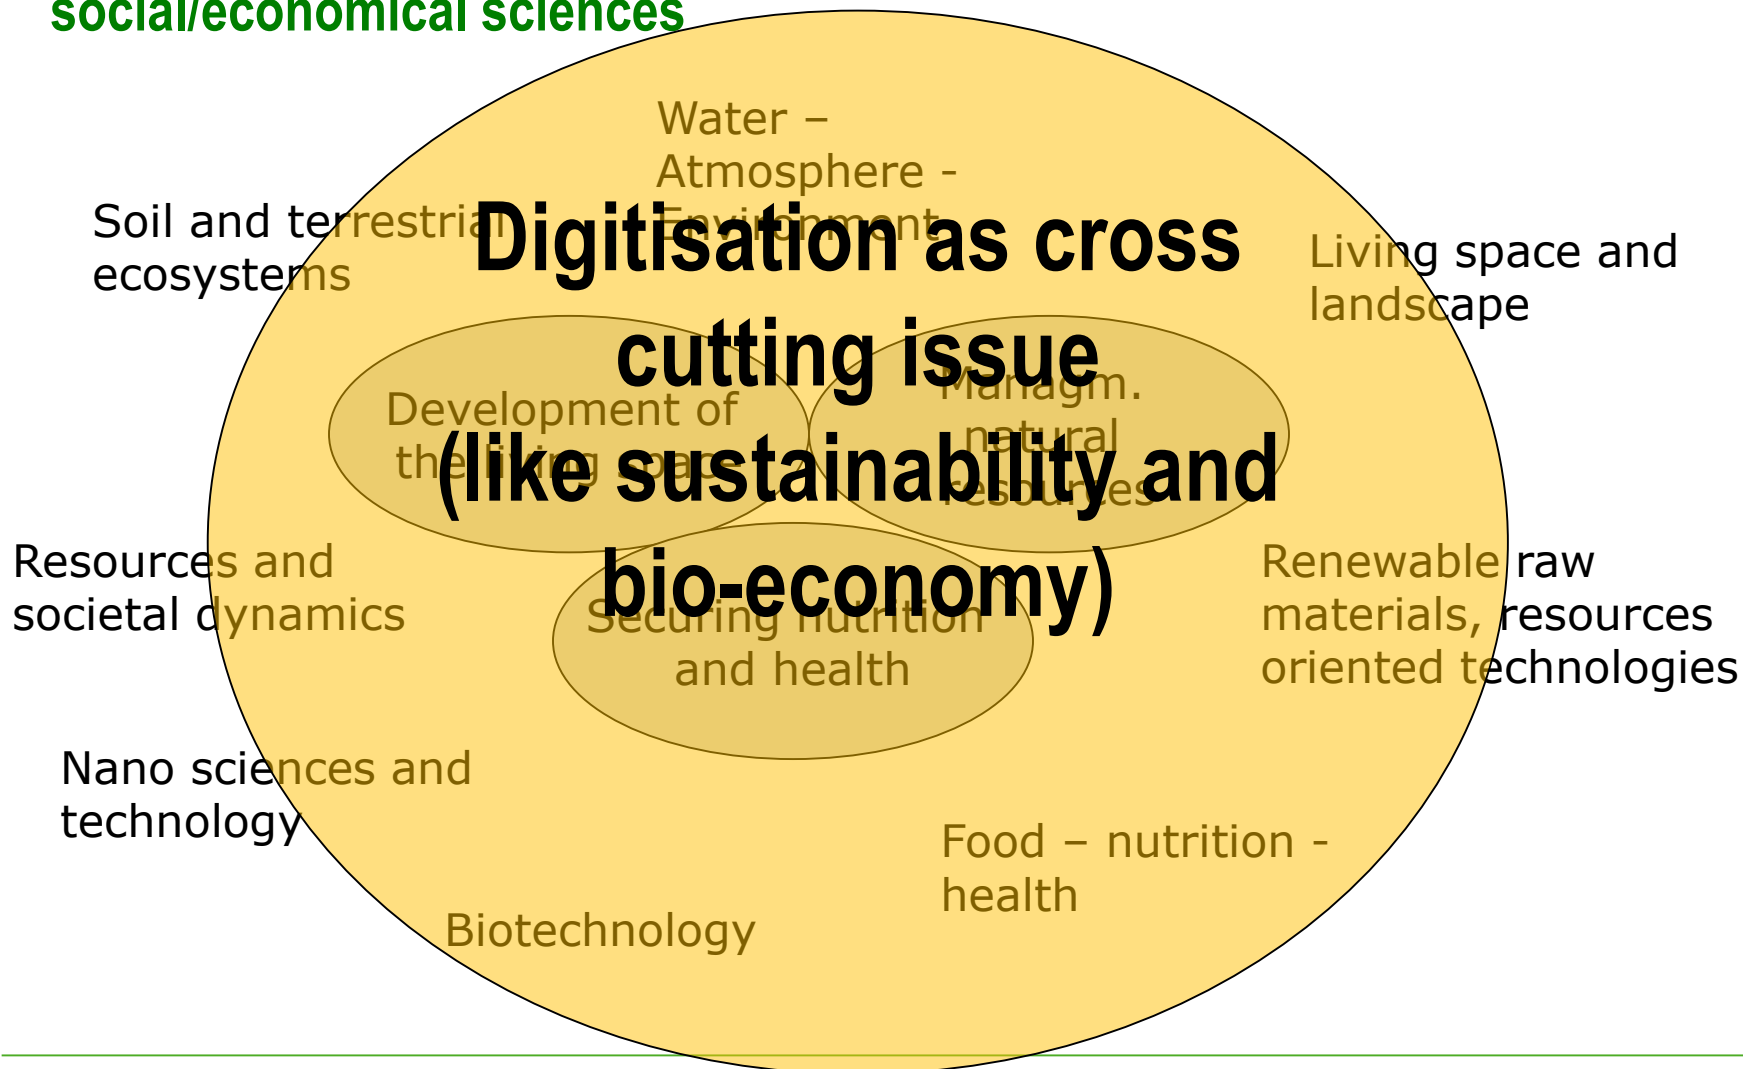 social/economical sciences
Water –
Atmosphere -
Environment
Soil and terrestrial
ecosystems
Living space and
landscape
Digitisation as cross
cutting issue
(like sustainability and
bio-economy)
Development of
the living space
Managm.
natural
resources
Securing nutrition
and health
Resources and
societal dynamics
Renewable raw
materials, resources
oriented technologies
Nano sciences and
technology
Food – nutrition -
health
Biotechnology